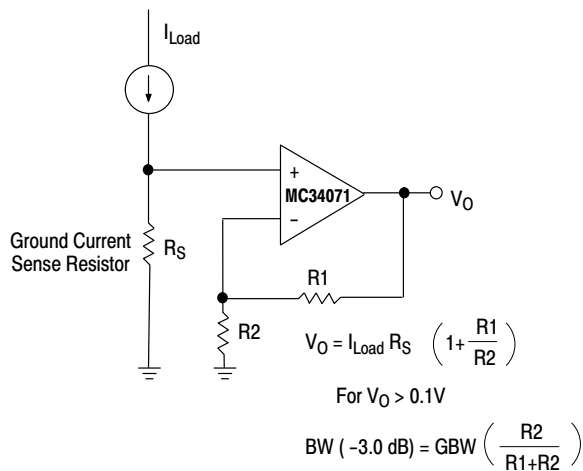 I_Load
+
MC34071
−
V_O
Ground Current
Sense Resistor
R_S
R1
R2
V_O = I_Load R_S (1+ R1/R2)
For V_O > 0.1V
BW ( −3.0 dB) = GBW ( R2/R1+R2 )